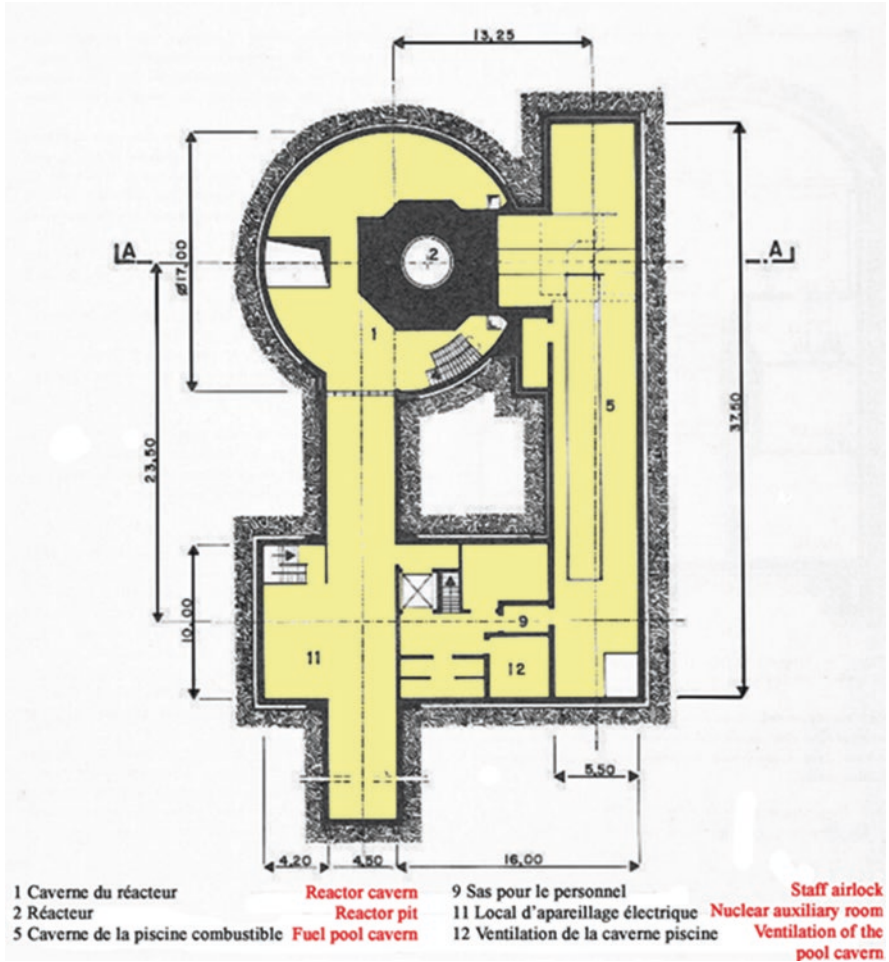 13,25
A
A
2
Ø17,00
1
5
23,50
37,50
10,00
9
11
12
5,50
4,20 4,50 16,00
1 Caverne du réacteur Reactor cavern 9 Sas pour le personnel Staff airlock
2 Réacteur Reactor pit 11 Local d'apareillage électrique Nuclear auxiliary room
5 Caverne de la piscine combustible Fuel pool cavern 12 Ventilation de la caverne piscine Ventilation of the
pool cavern